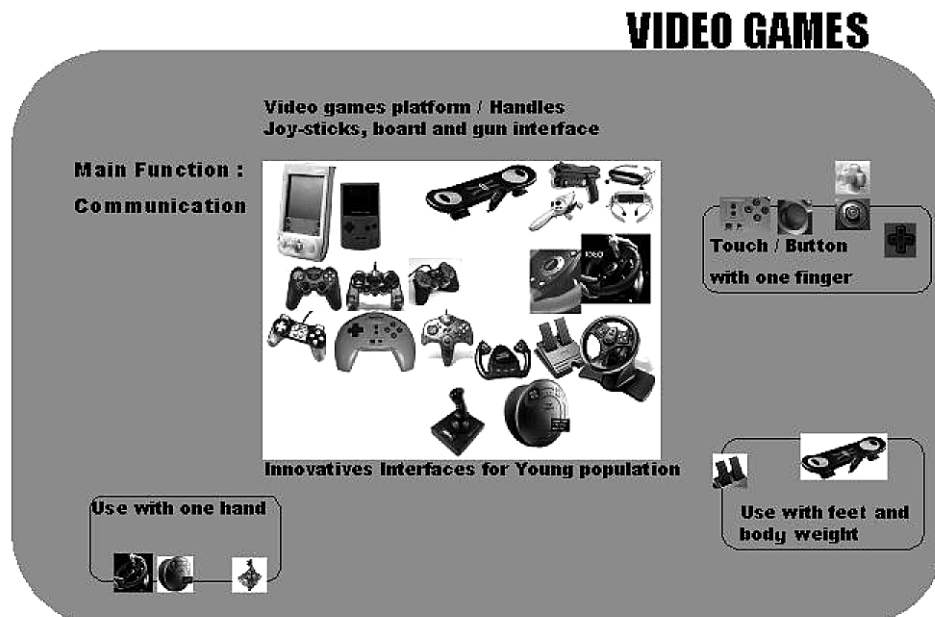 VIDEO GAMES
Video games platform / Handles
Joy-sticks, board and gun interface
Main Function :
Communication
Touch / Button
with one finger
Innovatives Interfaces for Young population
Use with one hand
Use with feet and
body weight